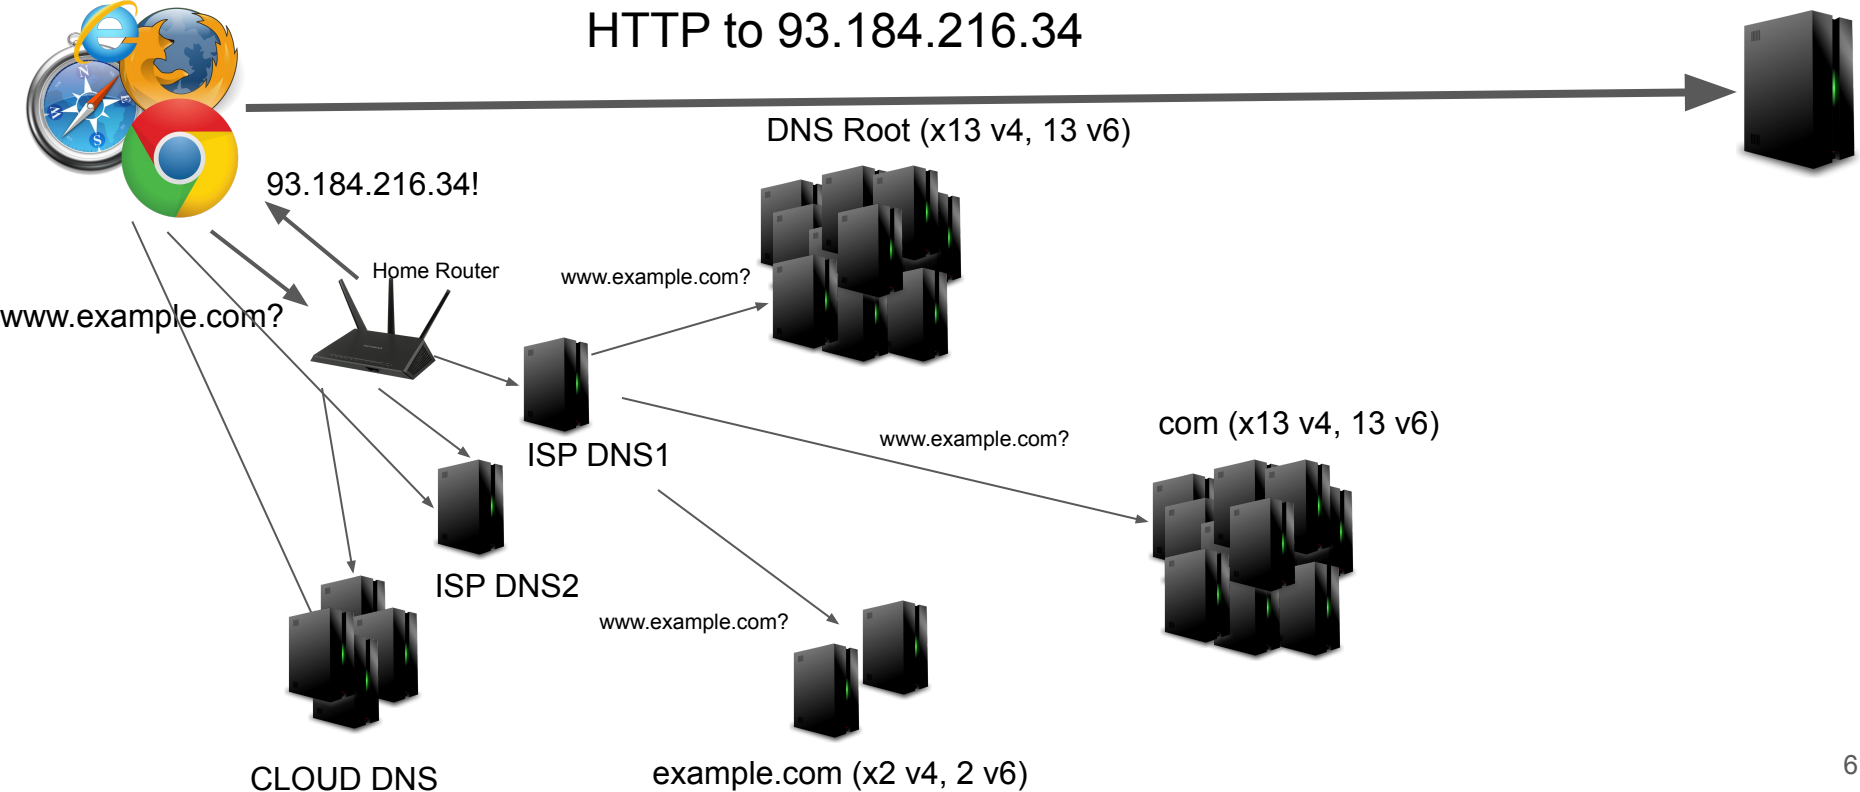 HTTP to 93.184.216.34
DNS Root (x13 v4, 13 v6)
93.184.216.34!
Home Router
www.example.com?
www.example.com?
ISP DNS1
www.example.com?
com (x13 v4, 13 v6)
ISP DNS2
www.example.com?
CLOUD DNS
example.com (x2 v4, 2 v6)
6
N
E
S
W